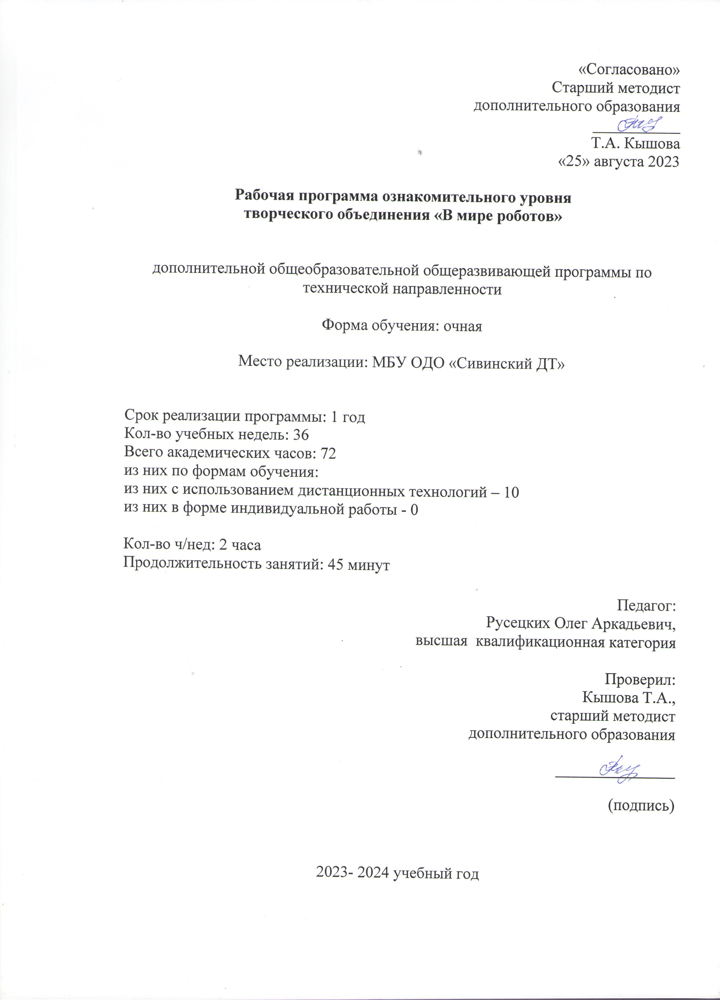 «Согласовано»
Старший методист
дополнительного образования
Т.А. Кышова
«25» августа 2023
Рабочая программа ознакомительного уровня
творческого объединения «В мире роботов»
дополнительной общеобразовательной общеразвивающей программы по
технической направленности
Форма обучения: очная
Место реализации: МБУ ОДО «Сивинский ДТ»
Срок реализации программы: 1 год
Кол-во учебных недель: 36
Всего академических часов: 72
из них по формам обучения:
из них с использованием дистанционных технологий – 10
из них в форме индивидуальной работы - 0
Кол-во ч/нед: 2 часа
Продолжительность занятий: 45 минут
Педагог:
Русецких Олег Аркадьевич,
высшая  квалификационная категория
Проверил:
Кышова Т.А.,
старший методист
дополнительного образования
(подпись)
2023- 2024 учебный год